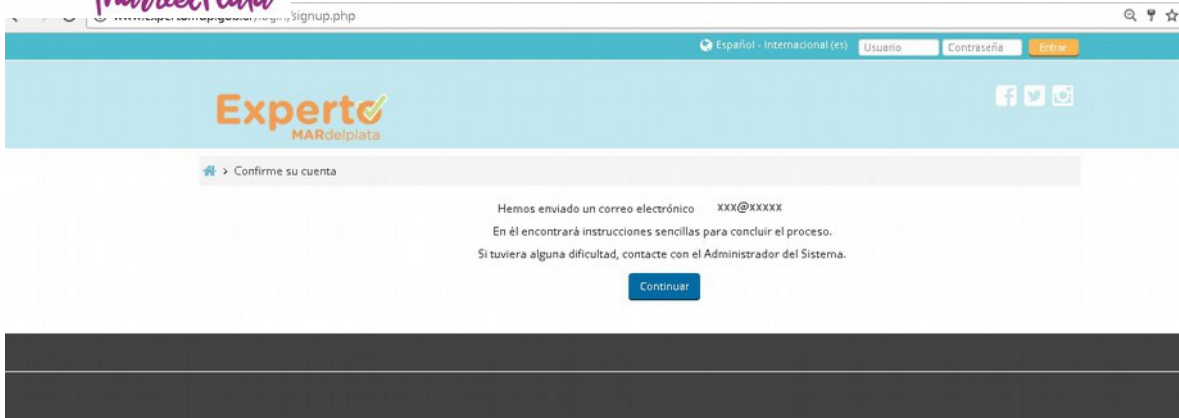 signup.php
Español - Internacional (es) Usuario Contraseña Entrar
Experto
MARdelplata
> Confirme su cuenta
Hemos enviado un correo electrónico xxx@xxxxx
En él encontrará instrucciones sencillas para concluir el proceso.
Si tuviera alguna dificultad, contacte con el Administrador del Sistema.
Continuar